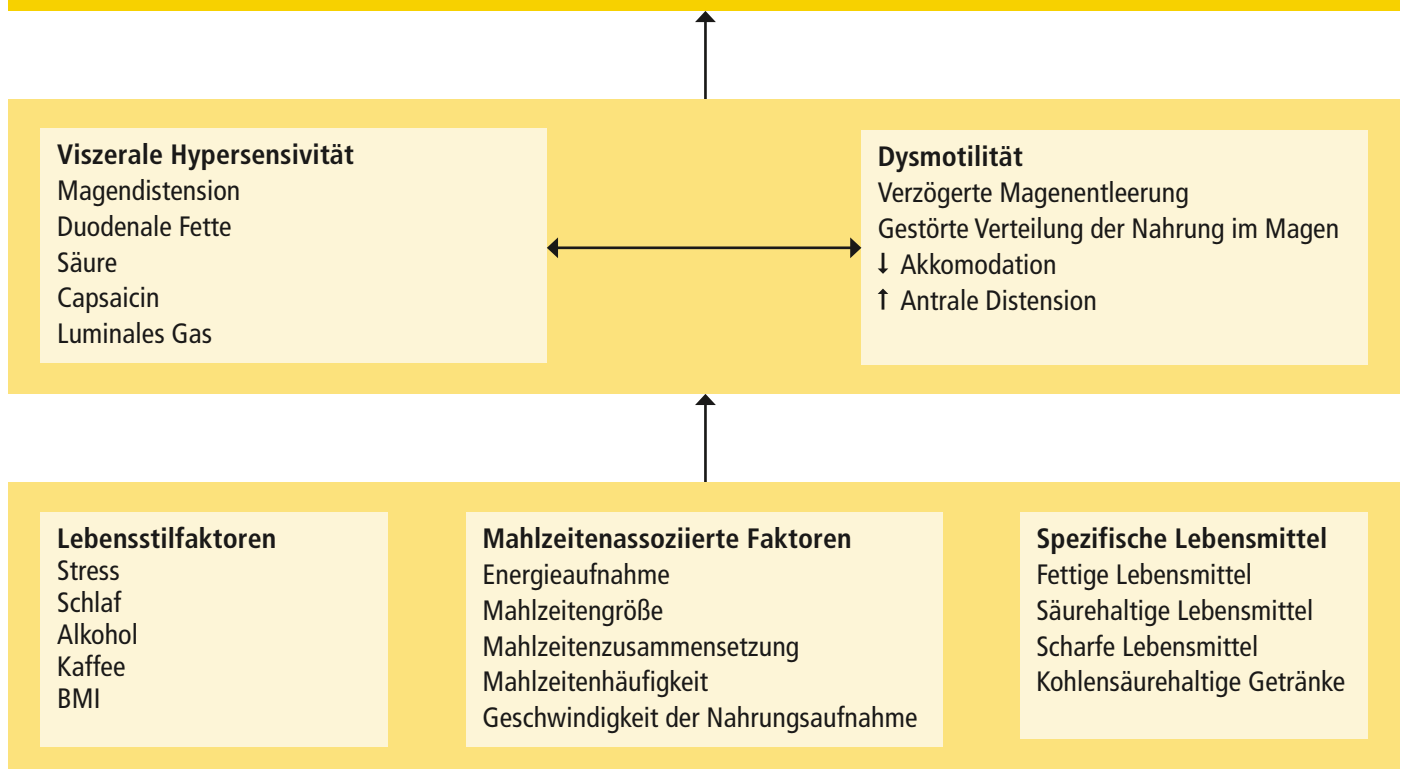 Viszerale Hypersensivität
Magendistension
Duodenale Fette
Säure
Capsaicin
Luminales Gas
Dysmotilität
Verzögerte Magenentleerung
Gestörte Verteilung der Nahrung im Magen
↓ Akkomodation
↑ Antrale Distension
Lebensstilfaktoren
Stress
Schlaf
Alkohol
Kaffee
BMI
Mahlzeitenassoziierte Faktoren
Energieaufnahme
Mahlzeitengröße
Mahlzeitenzusammensetzung
Mahlzeitenhäufigkeit
Geschwindigkeit der Nahrungsaufnahme
Spezifische Lebensmittel
Fettige Lebensmittel
Säurehaltige Lebensmittel
Scharfe Lebensmittel
Kohlensäurehaltige Getränke